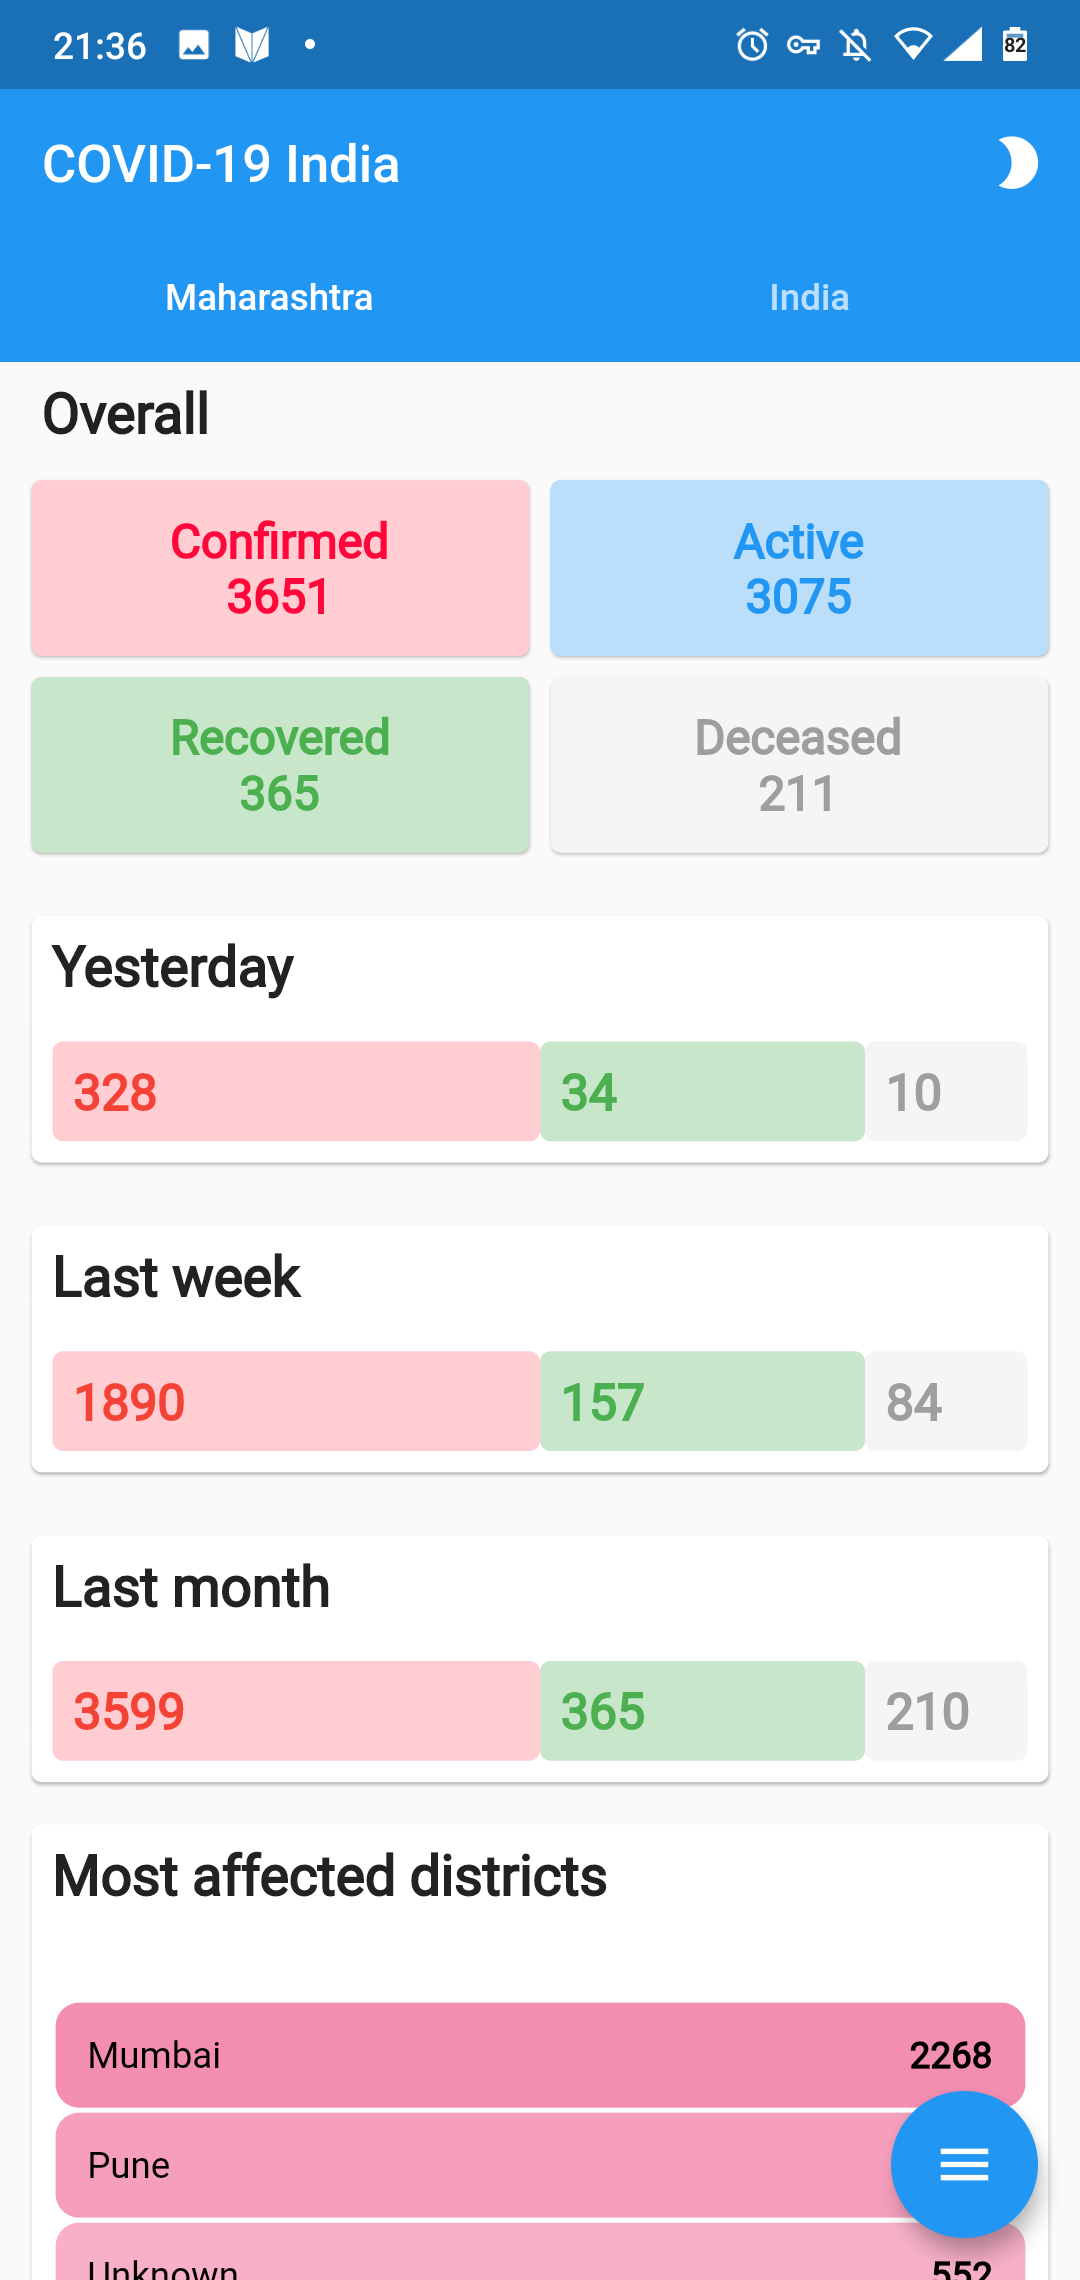 21:36
82
COVID-19 India
Maharashtra India
Overall
Confirmed
3651
Active
3075
Recovered
365
Deceased
211
Yesterday
328 34 10
Last week
1890 157 84
Last month
3599 365 210
Most affected districts
Mumbai 2268
Pune
Unknown 552